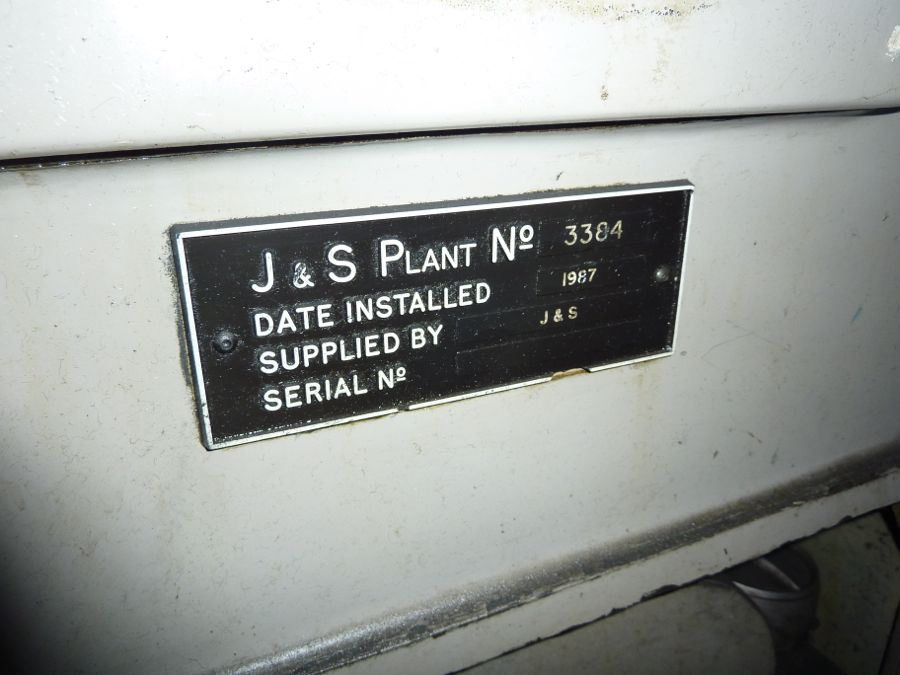 J & S PLANT Nº 3384
DATE INSTALLED 1987
SUPPLIED BY J & S
SERIAL Nº